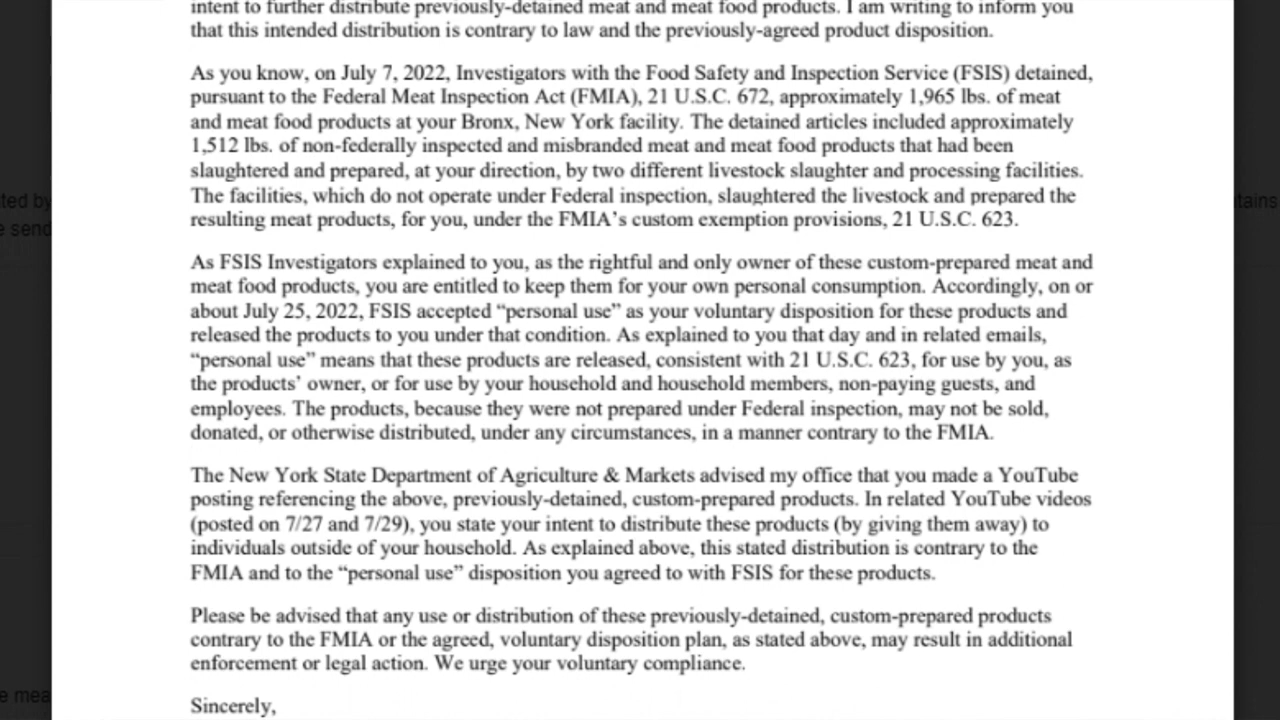 intent to further distribute previously-detained meat and meat food products. I am writing to inform you
that this intended distribution is contrary to law and the previously-agreed product disposition.
As you know, on July 7, 2022, Investigators with the Food Safety and Inspection Service (FSIS) detained,
pursuant to the Federal Meat Inspection Act (FMIA), 21 U.S.C. 672, approximately 1,965 lbs. of meat
and meat food products at your Bronx, New York facility. The detained articles included approximately
1,512 lbs. of non-federally inspected and misbranded meat and meat food products that had been
slaughtered and prepared, at your direction, by two different livestock slaughter and processing facilities.
The facilities, which do not operate under Federal inspection, slaughtered the livestock and prepared the
resulting meat products, for you, under the FMIA's custom exemption provisions, 21 U.S.C. 623.
As FSIS Investigators explained to you, as the rightful and only owner of these custom-prepared meat and
meat food products, you are entitled to keep them for your own personal consumption. Accordingly, on or
about July 25, 2022, FSIS accepted “personal use” as your voluntary disposition for these products and
released the products to you under that condition. As explained to you that day and in related emails,
“personal use” means that these products are released, consistent with 21 U.S.C. 623, for use by you, as
the products’ owner, or for use by your household and household members, non-paying guests, and
employees. The products, because they were not prepared under Federal inspection, may not be sold,
donated, or otherwise distributed, under any circumstances, in a manner contrary to the FMIA.
The New York State Department of Agriculture & Markets advised my office that you made a YouTube
posting referencing the above, previously-detained, custom-prepared products. In related YouTube videos
(posted on 7/27 and 7/29), you state your intent to distribute these products (by giving them away) to
individuals outside of your household. As explained above, this stated distribution is contrary to the
FMIA and to the “personal use” disposition you agreed to with FSIS for these products.
Please be advised that any use or distribution of these previously-detained, custom-prepared products
contrary to the FMIA or the agreed, voluntary disposition plan, as stated above, may result in additional
enforcement or legal action. We urge your voluntary compliance.
Sincerely,
ted by
e send
tains
e mea